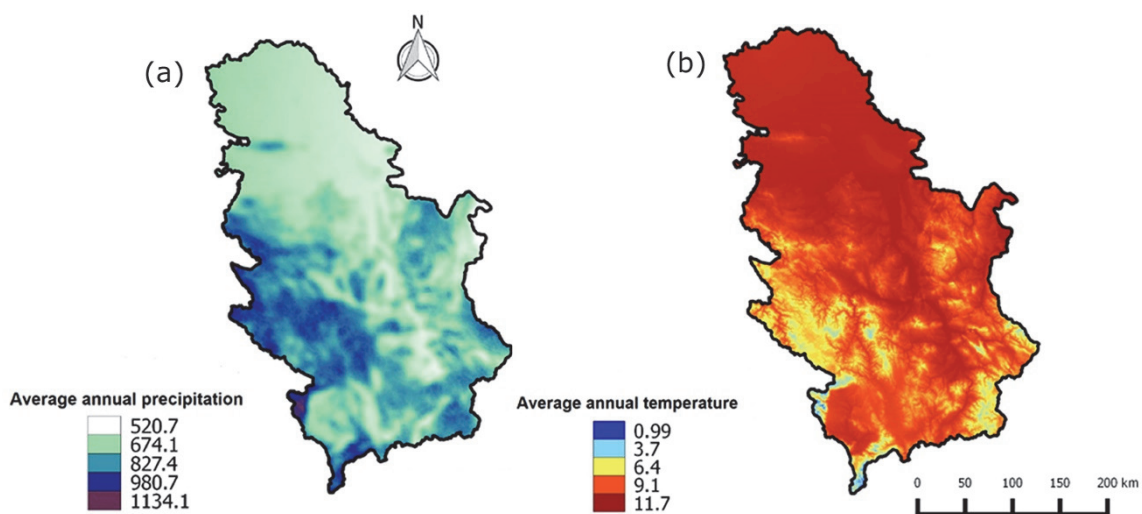 N
(a)
(b)
Average annual precipitation
520.7
674.1
827.4
980.7
1134.1
Average annual temperature
0.99
3.7
6.4
9.1
11.7
0 50 100 150 200 km